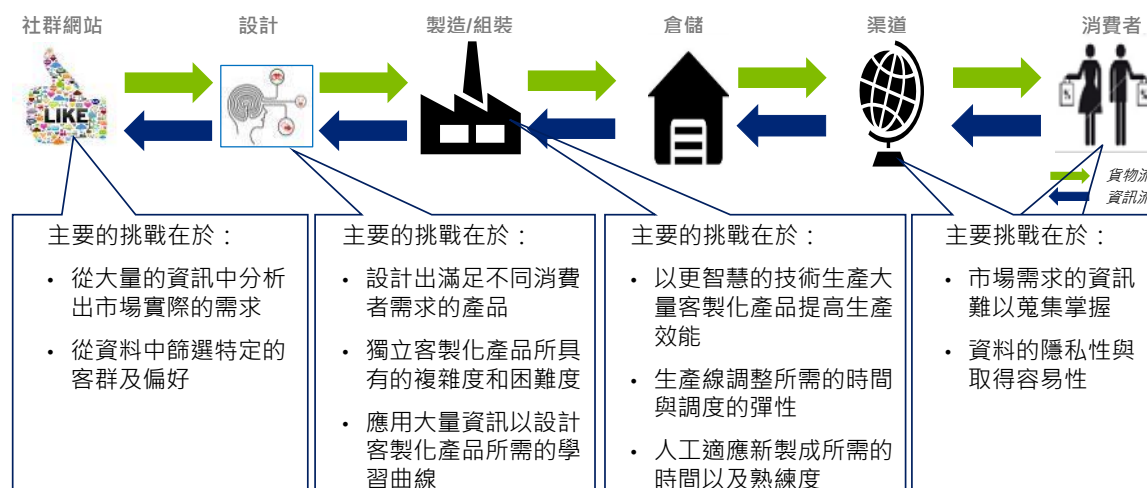 社群網站
設計
製造/組裝
倉儲
渠道
消費者
LIKE
% %
貨物流
資訊流
主要的挑戰在於：
• 從大量的資訊中分析
出市場實際的需求
• 從資料中篩選特定的
客群及偏好
主要的挑戰在於：
• 設計出滿足不同消費
者需求的產品
• 獨立客製化產品所具
有的複雜度和困難度
• 應用大量資訊以設計
客製化產品所需的學
習曲線
主要的挑戰在於：
• 以更智慧的技術生產大
量客製化產品提高生產
效能
• 生產線調整所需的時間
與調度的彈性
• 人工適應新製成所需的
時間以及熟練度
主要挑戰在於：
• 市場需求的資訊
難以蒐集掌握
• 資料的隱私性與
取得容易性